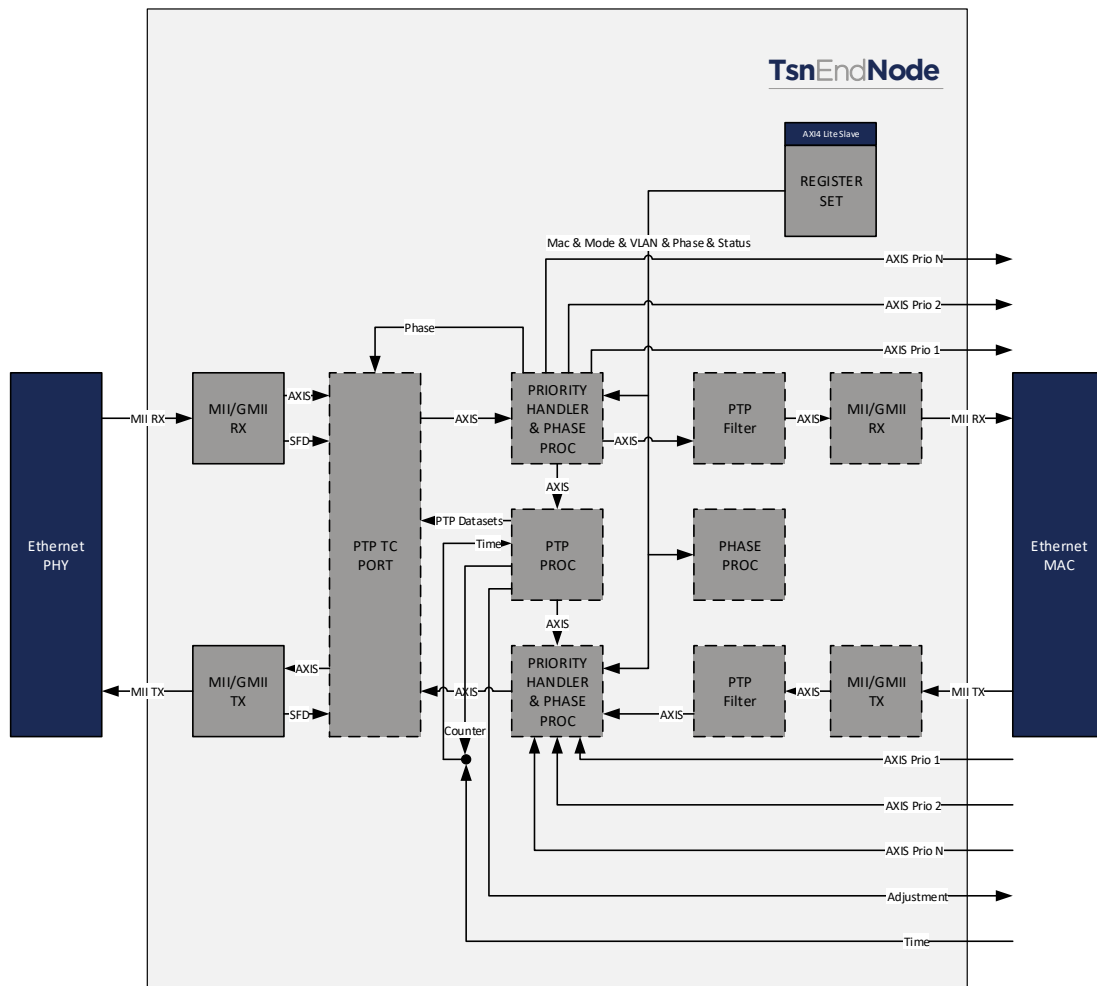 TsnEndNode
AXI4 Lite Slave
REGISTER
SET
Mac & Mode & VLAN & Phase & Status
AXIS Prio N
AXIS Prio 2
Phase
AXIS Prio 1
Ethernet
PHY
MII RX
MII/GMII
RX
AXIS
SFD
PTP TC
PORT
AXIS
PRIORITY
HANDLER
& PHASE
PROC
AXIS
PTP
Filter
AXIS
MII/GMII
RX
MII RX
Ethernet
MAC
AXIS
PTP Datasets
Time
PTP
PROC
PHASE
PROC
AXIS
MII TX
MII/GMII
TX
AXIS
SFD
AXIS
PRIORITY
HANDLER
& PHASE
PROC
AXIS
PTP
Filter
AXIS
MII/GMII
TX
MII TX
Counter
AXIS Prio 1
AXIS Prio 2
AXIS Prio N
Adjustment
Time